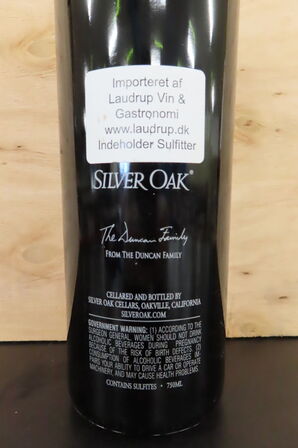 Importeret af
Laudrup Vin &
Gastronomi
www.laudrup.dk
Indeholder Sulfitter
SILVER OAK®
The Duncan Family
FROM THE DUNCAN FAMILY
CELLARED AND BOTTLED BY
SILVER OAK CELLARS, OAKVILLE, CALIFORNIA
SILVEROAK.COM
GOVERNMENT WARNING: (1) ACCORDING TO THE
SURGEON GENERAL, WOMEN SHOULD NOT DRINK
ALCOHOLIC BEVERAGES DURING PREGNANCY
BECAUSE OF THE RISK OF BIRTH DEFECTS (2)
CONSUMPTION OF ALCOHOLIC BEVERAGES IM-
PAIRS YOUR ABILITY TO DRIVE A CAR OR OPERATE
MACHINERY, AND MAY CAUSE HEALTH PROBLEMS.
CONTAINS SULFITES • 750ML